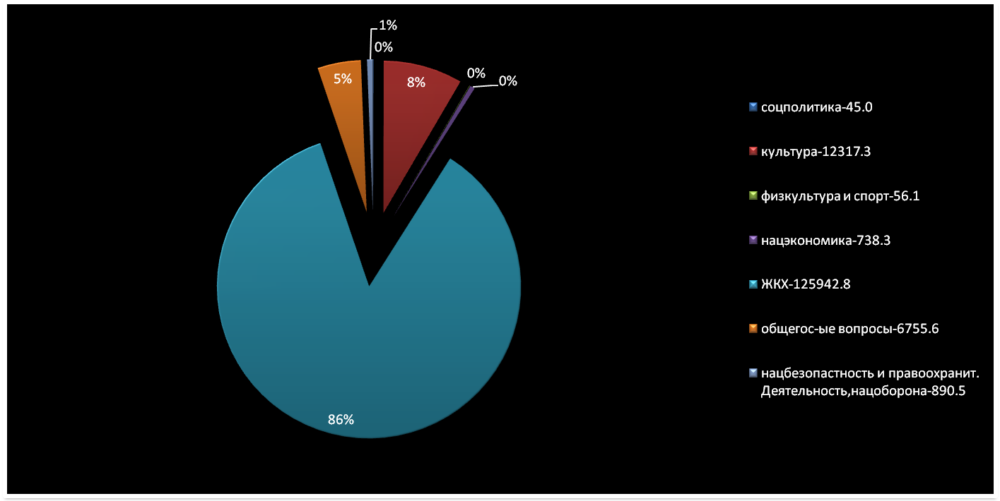 1%
0%
5%
8%
0%
0%
86%
соцполитика-45.0
культура-12317.3
физкультура и спорт-56.1
нацэкономика-738.3
ЖКХ-125942.8
общегос-ые вопросы-6755.6
нацбезопастность и правоохранит.
Деятельность,нацоборона-890.5